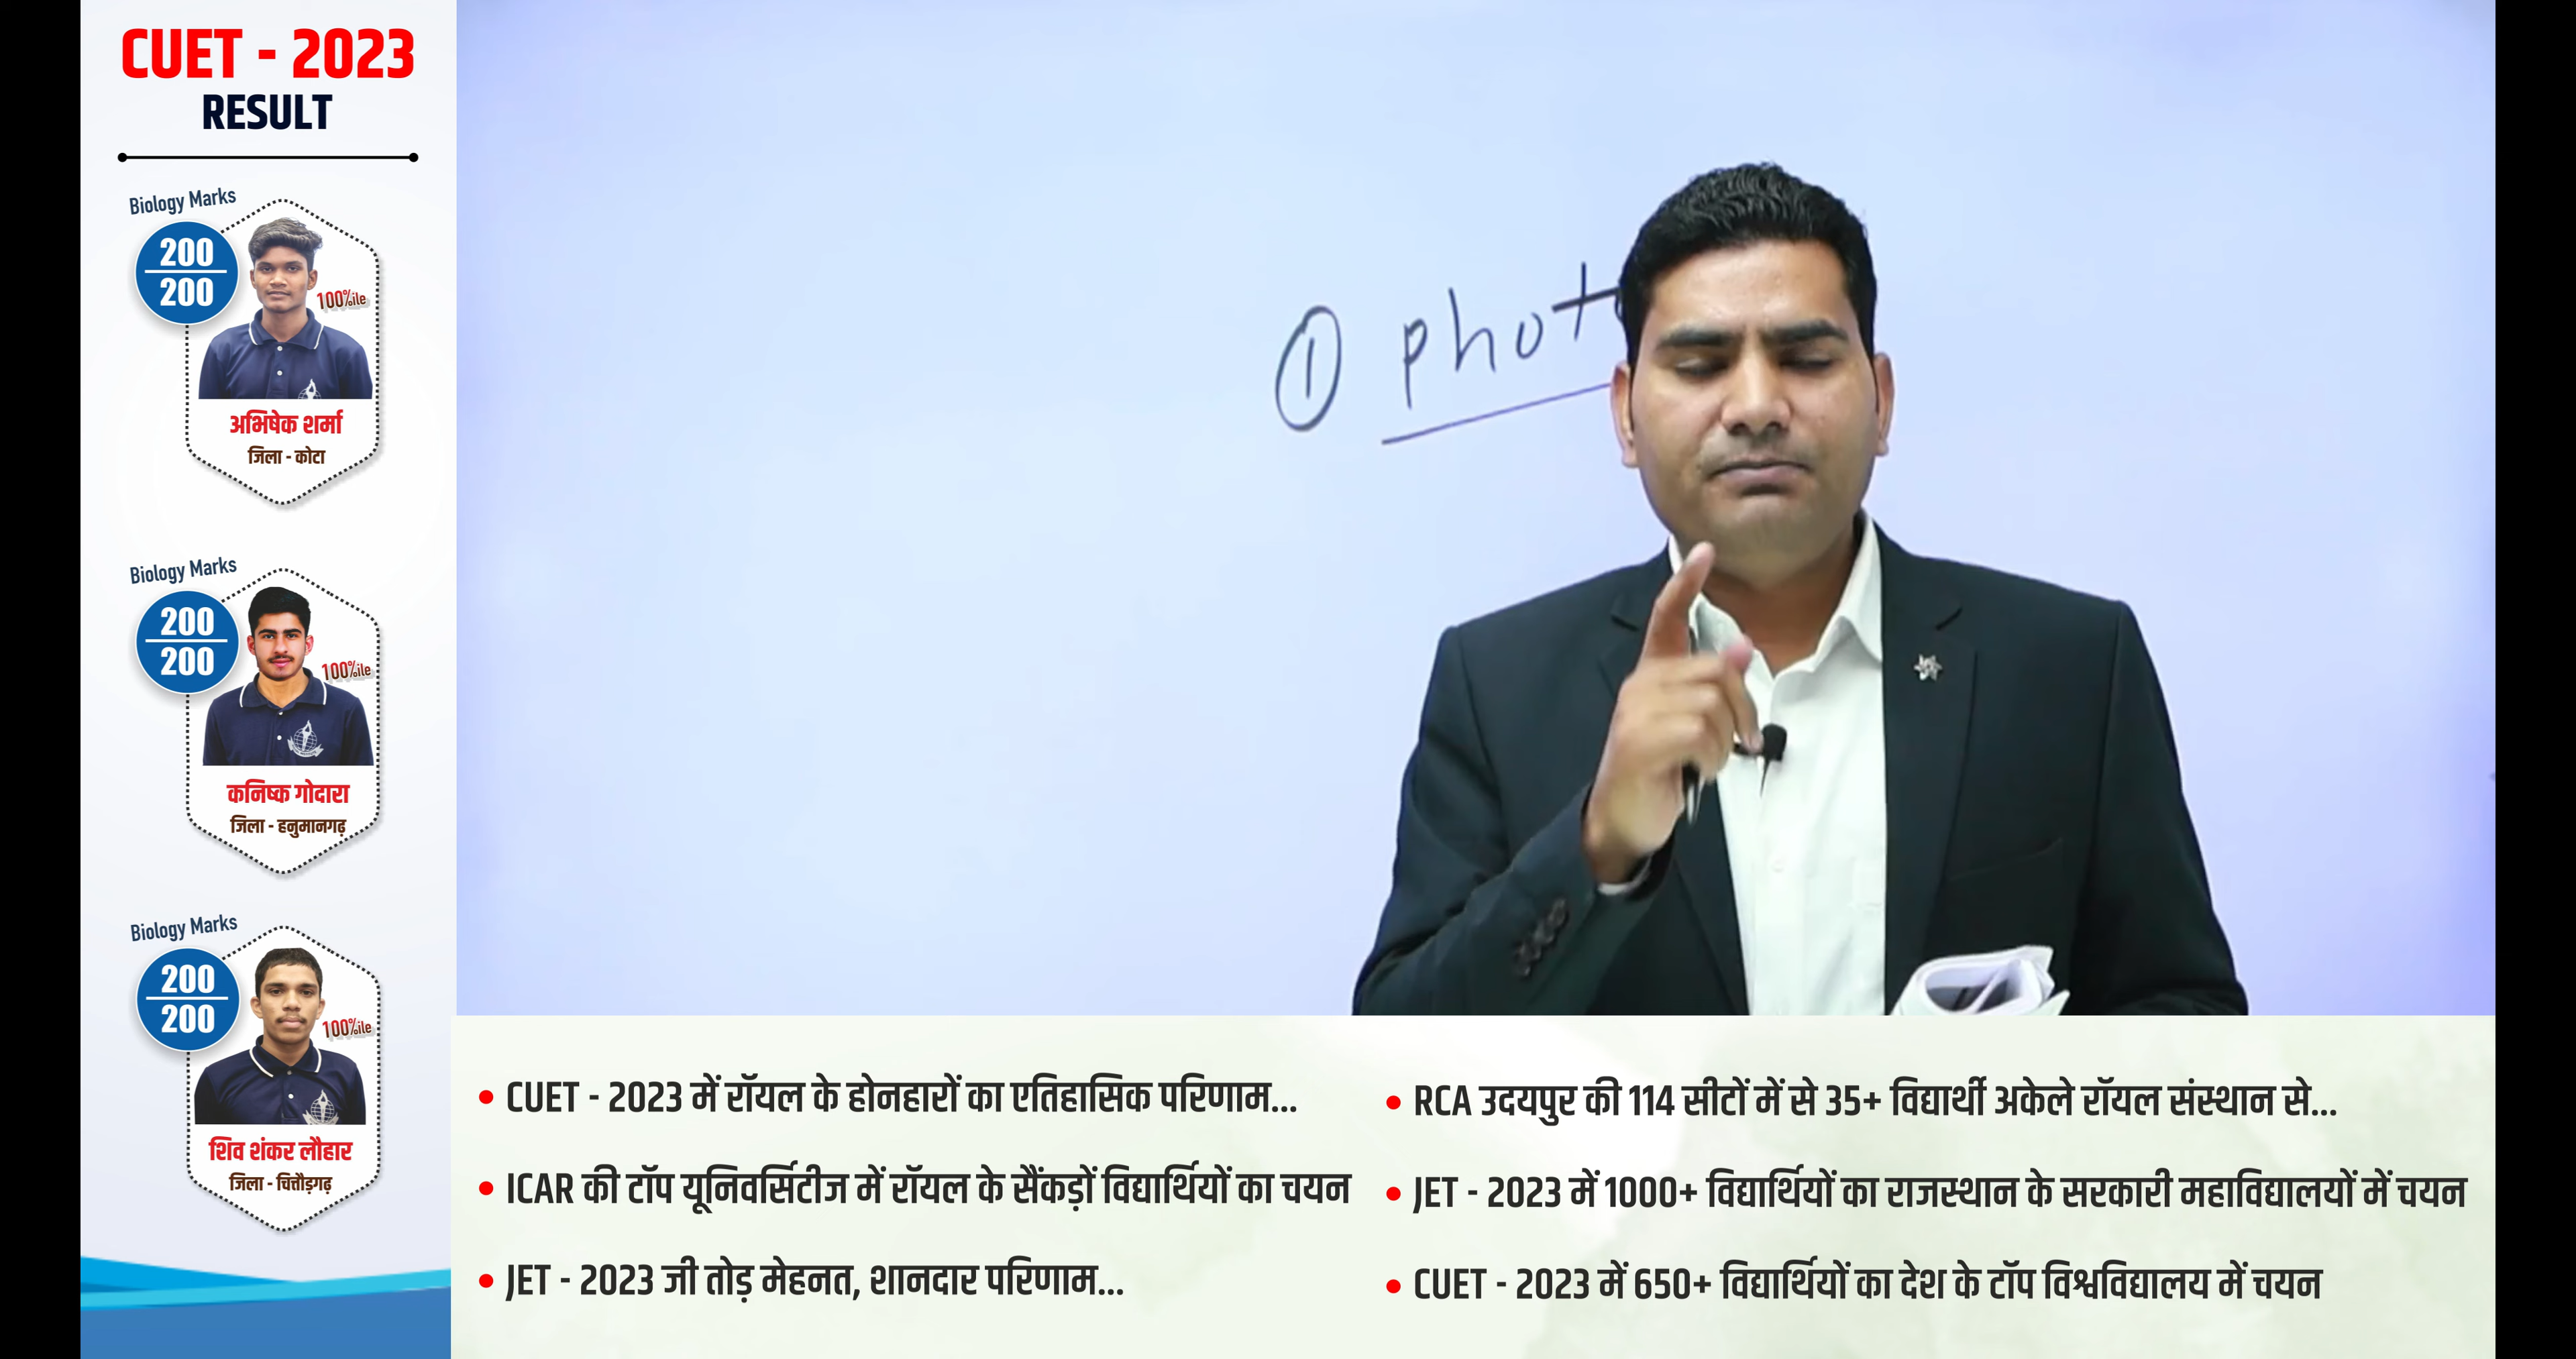 CUET - 2023
RESULT
Biology Marks
200
200
100%ile
अभिषेक शर्मा
जिला - कोटा
Biology Marks
200
200
100%ile
कनिष्क गोदारा
जिला - हनुमानगढ़
Biology Marks
200
200
100%ile
शिव शंकर लौहार
जिला - चित्तौड़गढ़
① phot
• CUET - 2023 में रॉयल के होनहारों का एतिहासिक परिणाम...
• ICAR की टॉप यूनिवर्सिटीज में रॉयल के सैंकड़ों विद्यार्थियों का चयन
• JET - 2023 जी तोड़ मेहनत, शानदार परिणाम...
• RCA उदयपुर की 114 सीटों में से 35+ विद्यार्थी अकेले रॉयल संस्थान से...
• JET - 2023 में 1000+ विद्यार्थियों का राजस्थान के सरकारी महाविद्यालयों में चयन
• CUET - 2023 में 650+ विद्यार्थियों का देश के टॉप विश्वविद्यालय में चयन